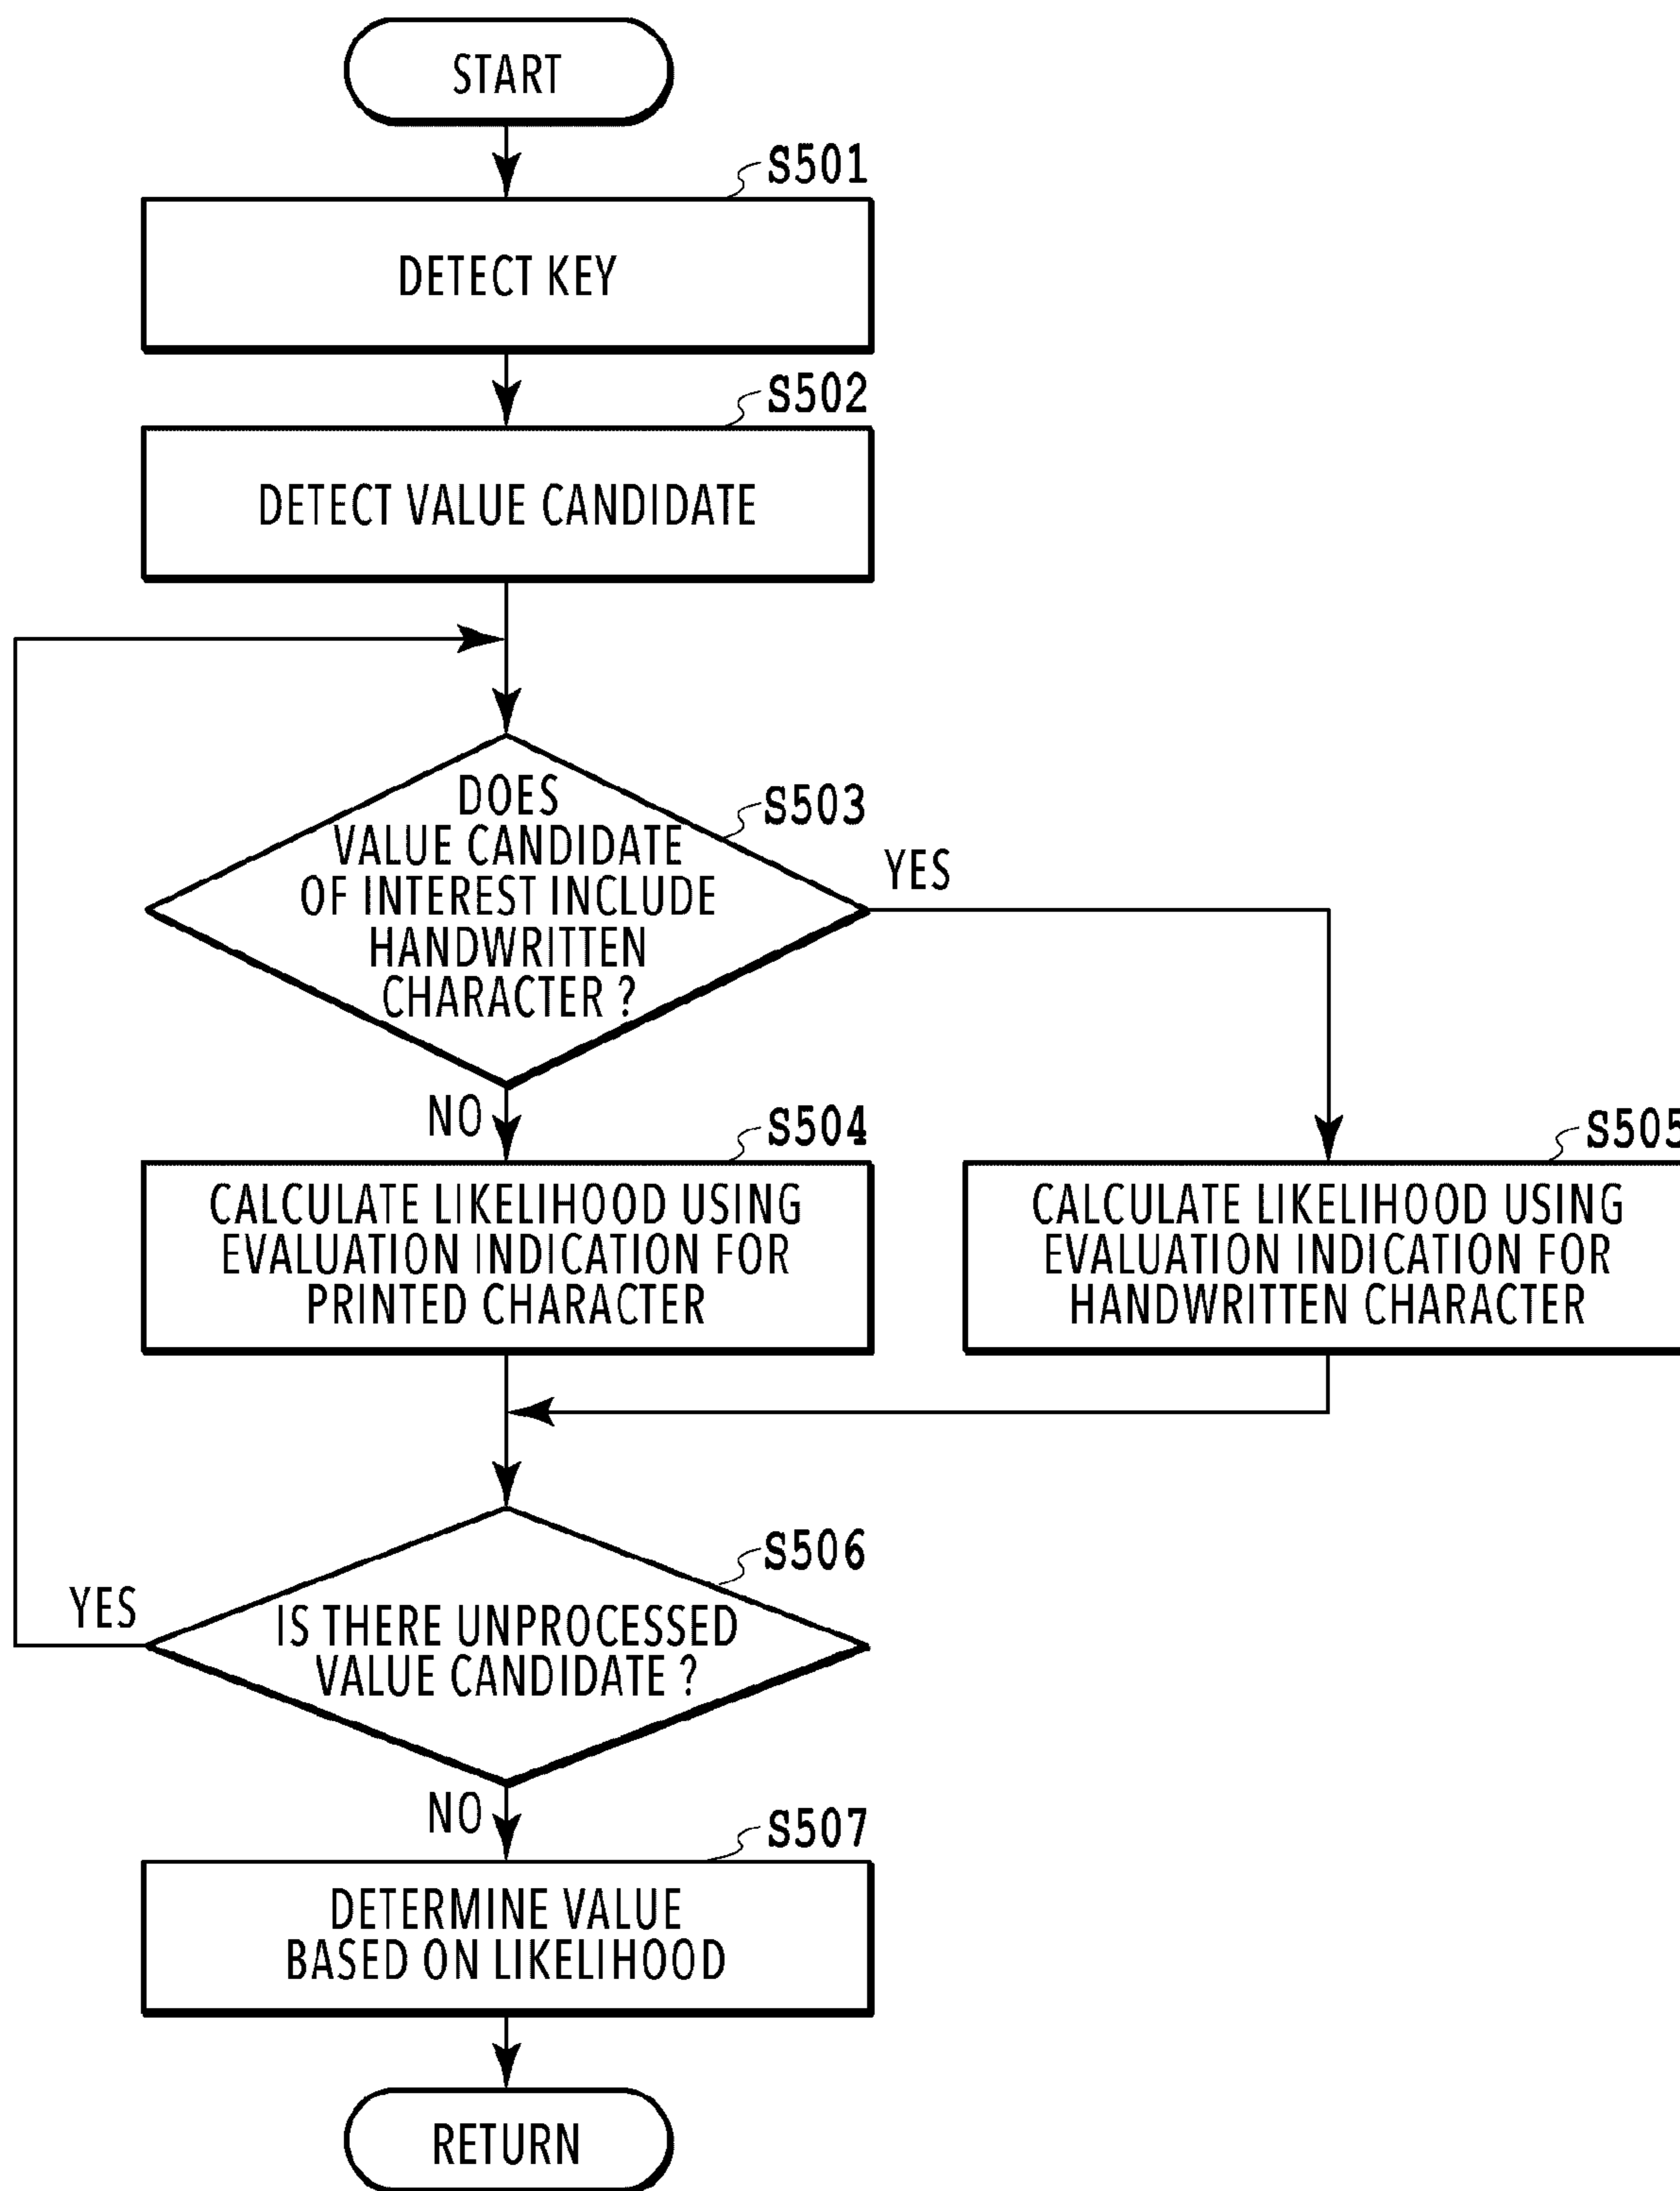 START
S501
DETECT KEY
S502
DETECT VALUE CANDIDATE
S503
DOES
VALUE CANDIDATE
OF INTEREST INCLUDE
HANDWRITTEN
CHARACTER ?
YES
NO
S504
CALCULATE LIKELIHOOD USING
EVALUATION INDICATION FOR
PRINTED CHARACTER
S505
CALCULATE LIKELIHOOD USING
EVALUATION INDICATION FOR
HANDWRITTEN CHARACTER
S506
YES
IS THERE UNPROCESSED
VALUE CANDIDATE ?
NO
S507
DETERMINE VALUE
BASED ON LIKELIHOOD
RETURN